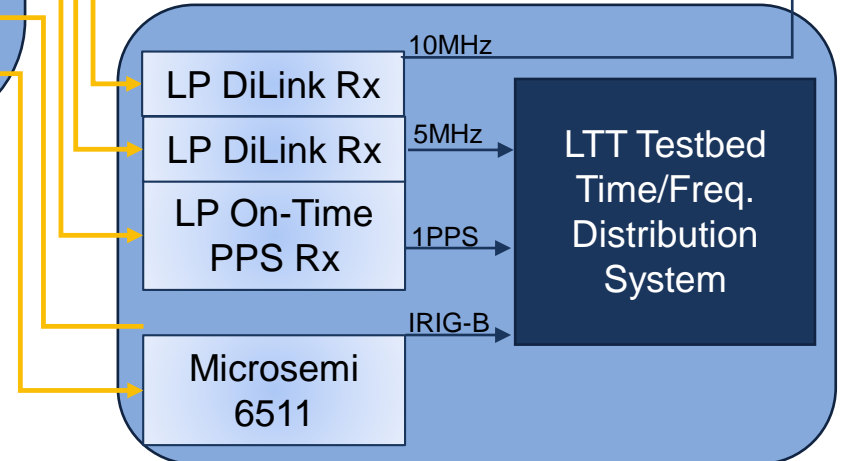 10MHz
LP DiLink Rx
5MHz
LP DiLink Rx
LP On-Time
PPS Rx
1PPS
IRIG-B
Microsemi
6511
LTT Testbed
Time/Freq.
Distribution
System